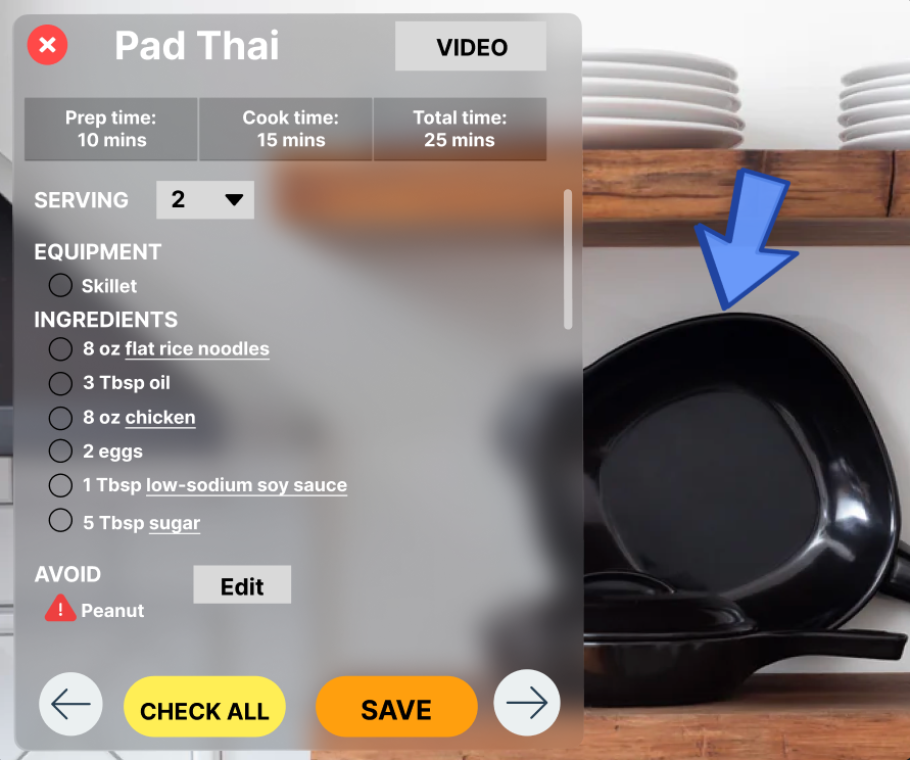 Pad Thai
VIDEO
Prep time:
10 mins
Cook time:
15 mins
Total time:
25 mins
SERVING
2
EQUIPMENT
Skillet
INGREDIENTS
8 oz flat rice noodles
3 Tbsp oil
8 oz chicken
2 eggs
1 Tbsp low-sodium soy sauce
5 Tbsp sugar
AVOID
Edit
! Peanut
CHECK ALL
SAVE